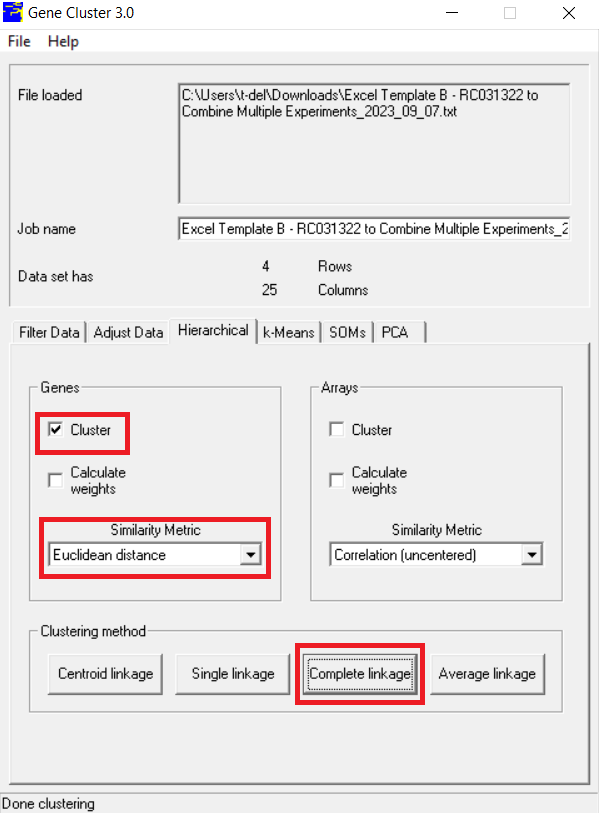 Gene Cluster 3.0
File Help
File loaded
C:\Users\t-del\Downloads\Excel Template B - RC031322 to
Combine Multiple Experiments_2023_09_07.txt
Job name
Excel Template B - RC031322 to Combine Multiple Experiments_2
Data set has
4 Rows
25 Columns
Filter Data Adjust Data Hierarchical k-Means SOMs PCA
Genes
Cluster
Calculate
weights
Similarity Metric
Euclidean distance
Arrays
Cluster
Calculate
weights
Similarity Metric
Correlation (uncentered)
Clustering method
Centroid linkage Single linkage Complete linkage Average linkage
Done clustering